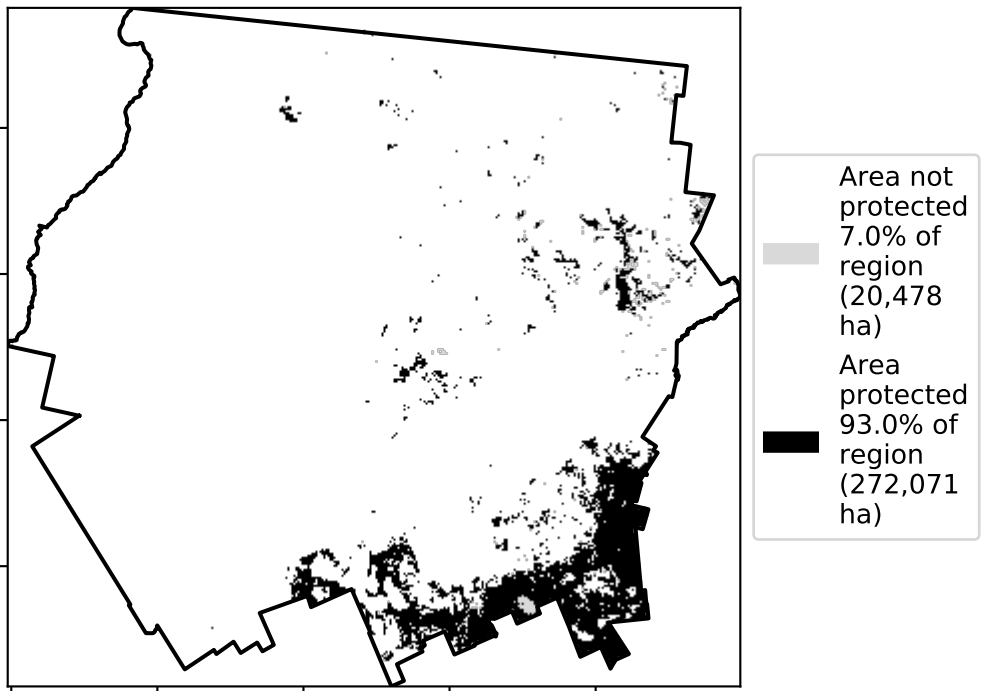 Area not
protected
7.0% of
region
(20,478
ha)
Area
protected
93.0% of
region
(272,071
ha)